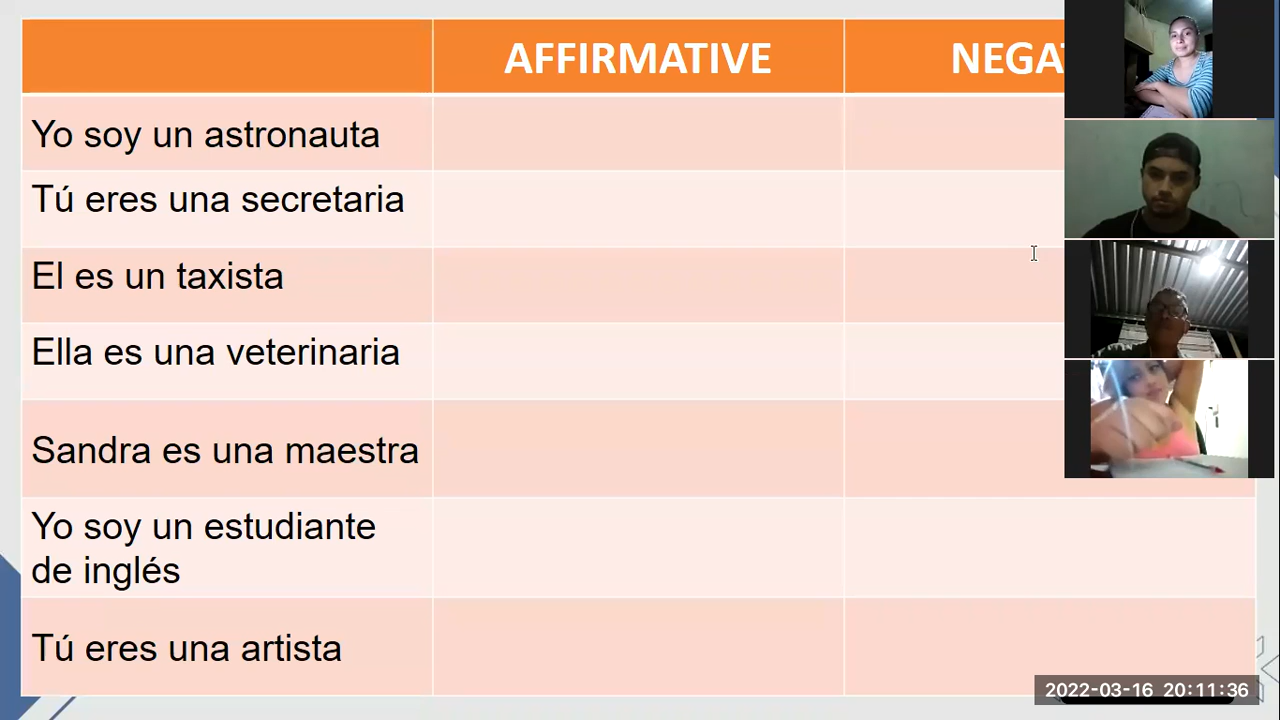 AFFIRMATIVE
NEGA
Yo soy un astronauta
Tú eres una secretaria
El es un taxista
Ella es una veterinaria
Sandra es una maestra
Yo soy un estudiante
de inglés
Tú eres una artista
2022-03-16 20:11:36